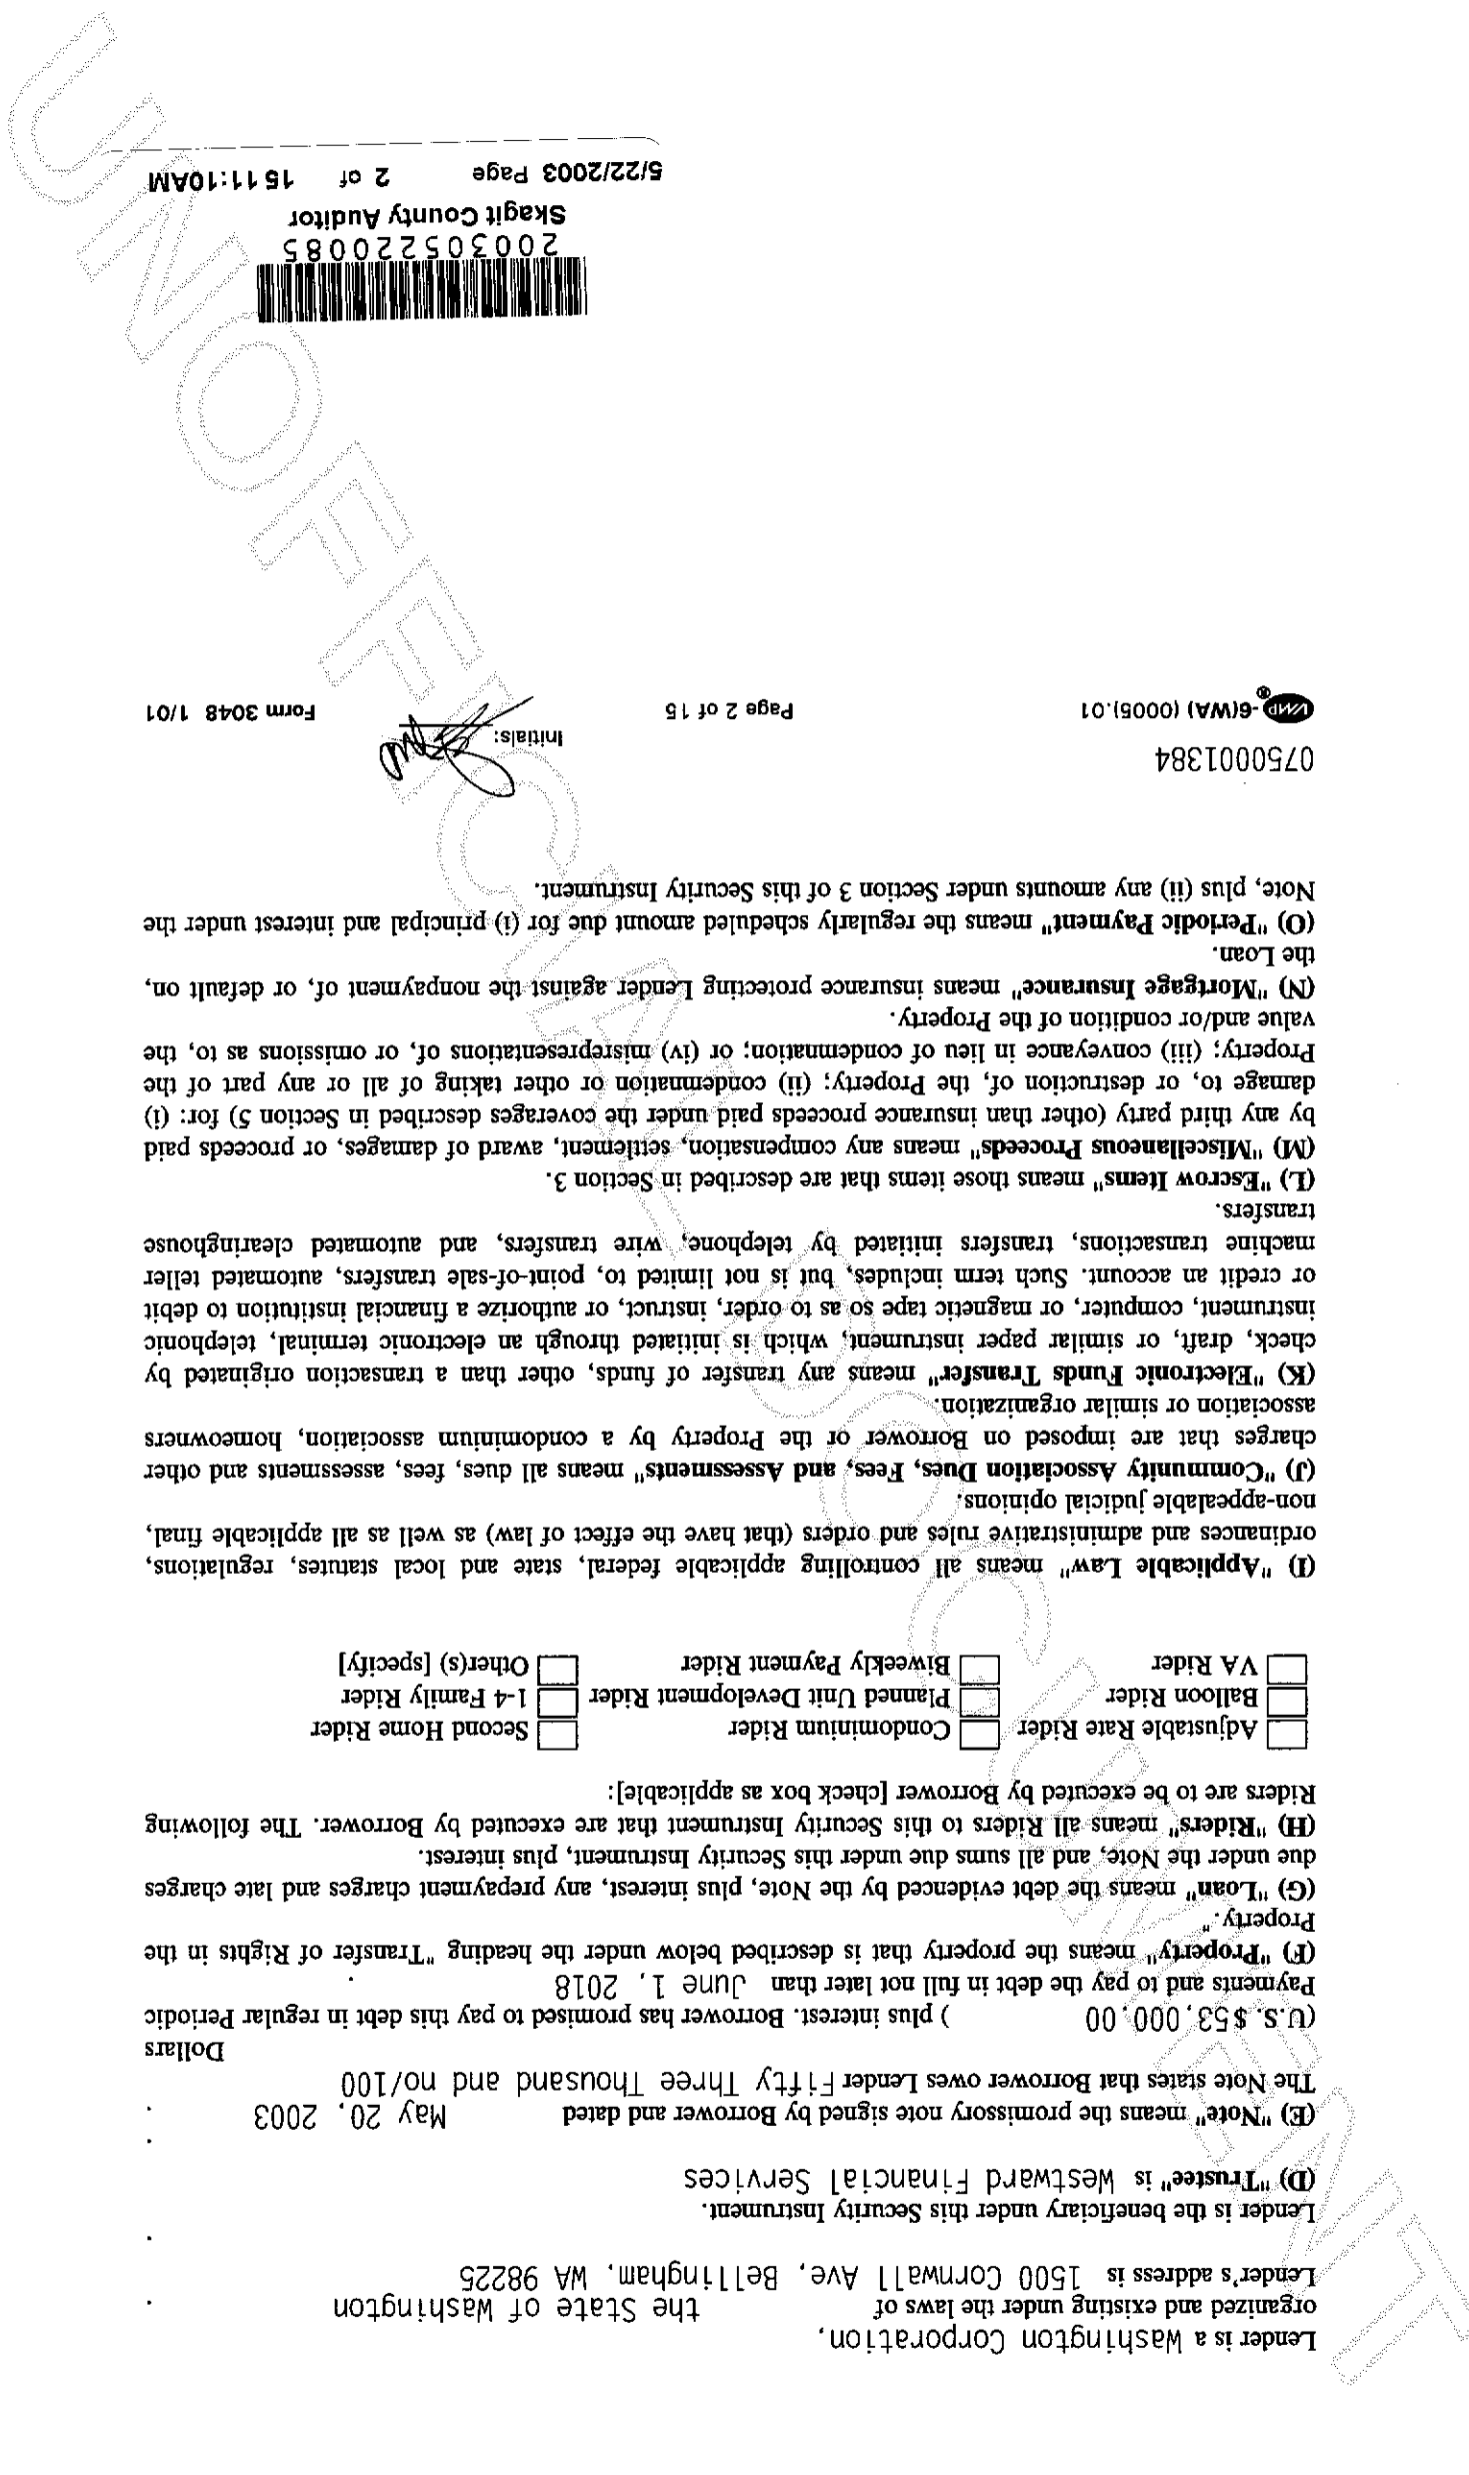 Lender is a Washington Corporation,
organized and existing under the laws of the State of Washington .
Lender's address is 1500 Cornwall Ave, Bellingham, WA 98225
.
Lender is the beneficiary under this Security Instrument.
(D) "Trustee" is Westward Financial Services
.
(E) "Note" means the promissory note signed by Borrower and dated May 20, 2003 .
The Note states that Borrower owes Lender Fifty Three Thousand and no/100
Dollars
(U.S. $53,000.00 ) plus interest. Borrower has promised to pay this debt in regular Periodic
Payments and to pay the debt in full not later than June 1, 2018 .
(F) "Property" means the property that is described below under the heading "Transfer of Rights in the
Property."
(G) "Loan" means the debt evidenced by the Note, plus interest, any prepayment charges and late charges
due under the Note, and all sums due under this Security Instrument, plus interest.
(H) "Riders" means all Riders to this Security Instrument that are executed by Borrower. The following
Riders are to be executed by Borrower [check box as applicable]:
Adjustable Rate Rider Condominium Rider Second Home Rider
Balloon Rider Planned Unit Development Rider 1-4 Family Rider
VA Rider Biweekly Payment Rider Other(s) [specify]
(I) "Applicable Law" means all controlling applicable federal, state and local statutes, regulations,
ordinances and administrative rules and orders (that have the effect of law) as well as all applicable final,
non-appealable judicial opinions.
(J) "Community Association Dues, Fees, and Assessments" means all dues, fees, assessments and other
charges that are imposed on Borrower or the Property by a condominium association, homeowners
association or similar organization.
(K) "Electronic Funds Transfer" means any transfer of funds, other than a transaction originated by
check, draft, or similar paper instrument, which is initiated through an electronic terminal, telephonic
instrument, computer, or magnetic tape so as to order, instruct, or authorize a financial institution to debit
or credit an account. Such term includes, but is not limited to, point-of-sale transfers, automated teller
machine transactions, transfers initiated by telephone, wire transfers, and automated clearinghouse
transfers.
(L) "Escrow Items" means those items that are described in Section 3.
(M) "Miscellaneous Proceeds" means any compensation, settlement, award of damages, or proceeds paid
by any third party (other than insurance proceeds paid under the coverages described in Section 5) for: (i)
damage to, or destruction of, the Property; (ii) condemnation or other taking of all or any part of the
Property; (iii) conveyance in lieu of condemnation; or (iv) misrepresentations of, or omissions as to, the
value and/or condition of the Property.
(N) "Mortgage Insurance" means insurance protecting Lender against the nonpayment of, or default on,
the Loan.
(O) "Periodic Payment" means the regularly scheduled amount due for (i) principal and interest under the
Note, plus (ii) any amounts under Section 3 of this Security Instrument.
0750001384
Initials:
VMP®-6(WA) (0005).01 Page 2 of 15 Form 3048 1/01
200305220085
Skagit County Auditor
5/22/2003 Page 2 of 15 11:10AM
UNOFFICIAL DOCUMENT